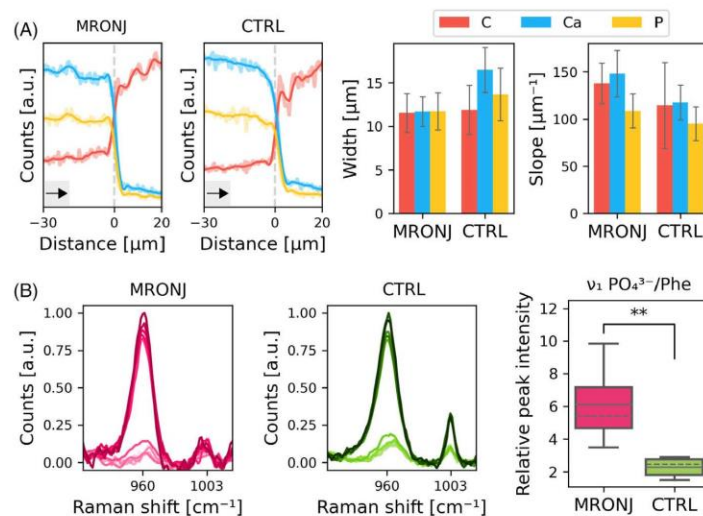 (A) MRONJ CTRL
C Ca P
Counts [a.u.]
−30 0 20
Distance [µm]
Counts [a.u.]
−30 0 20
Distance [µm]
Width [µm]
15
10
5
0
MRONJ CTRL
Slope [µm⁻¹]
150
100
50
0
MRONJ CTRL
(B) MRONJ
Counts [a.u.]
1.00
0.75
0.50
0.25
0.00
960 1003
Raman shift [cm⁻¹]
CTRL
Counts [a.u.]
1.00
0.75
0.50
0.25
0.00
960 1003
Raman shift [cm⁻¹]
ν₁ PO₄³⁻/Phe
Relative peak intensity
12
10
8
6
4
2
**
MRONJ CTRL